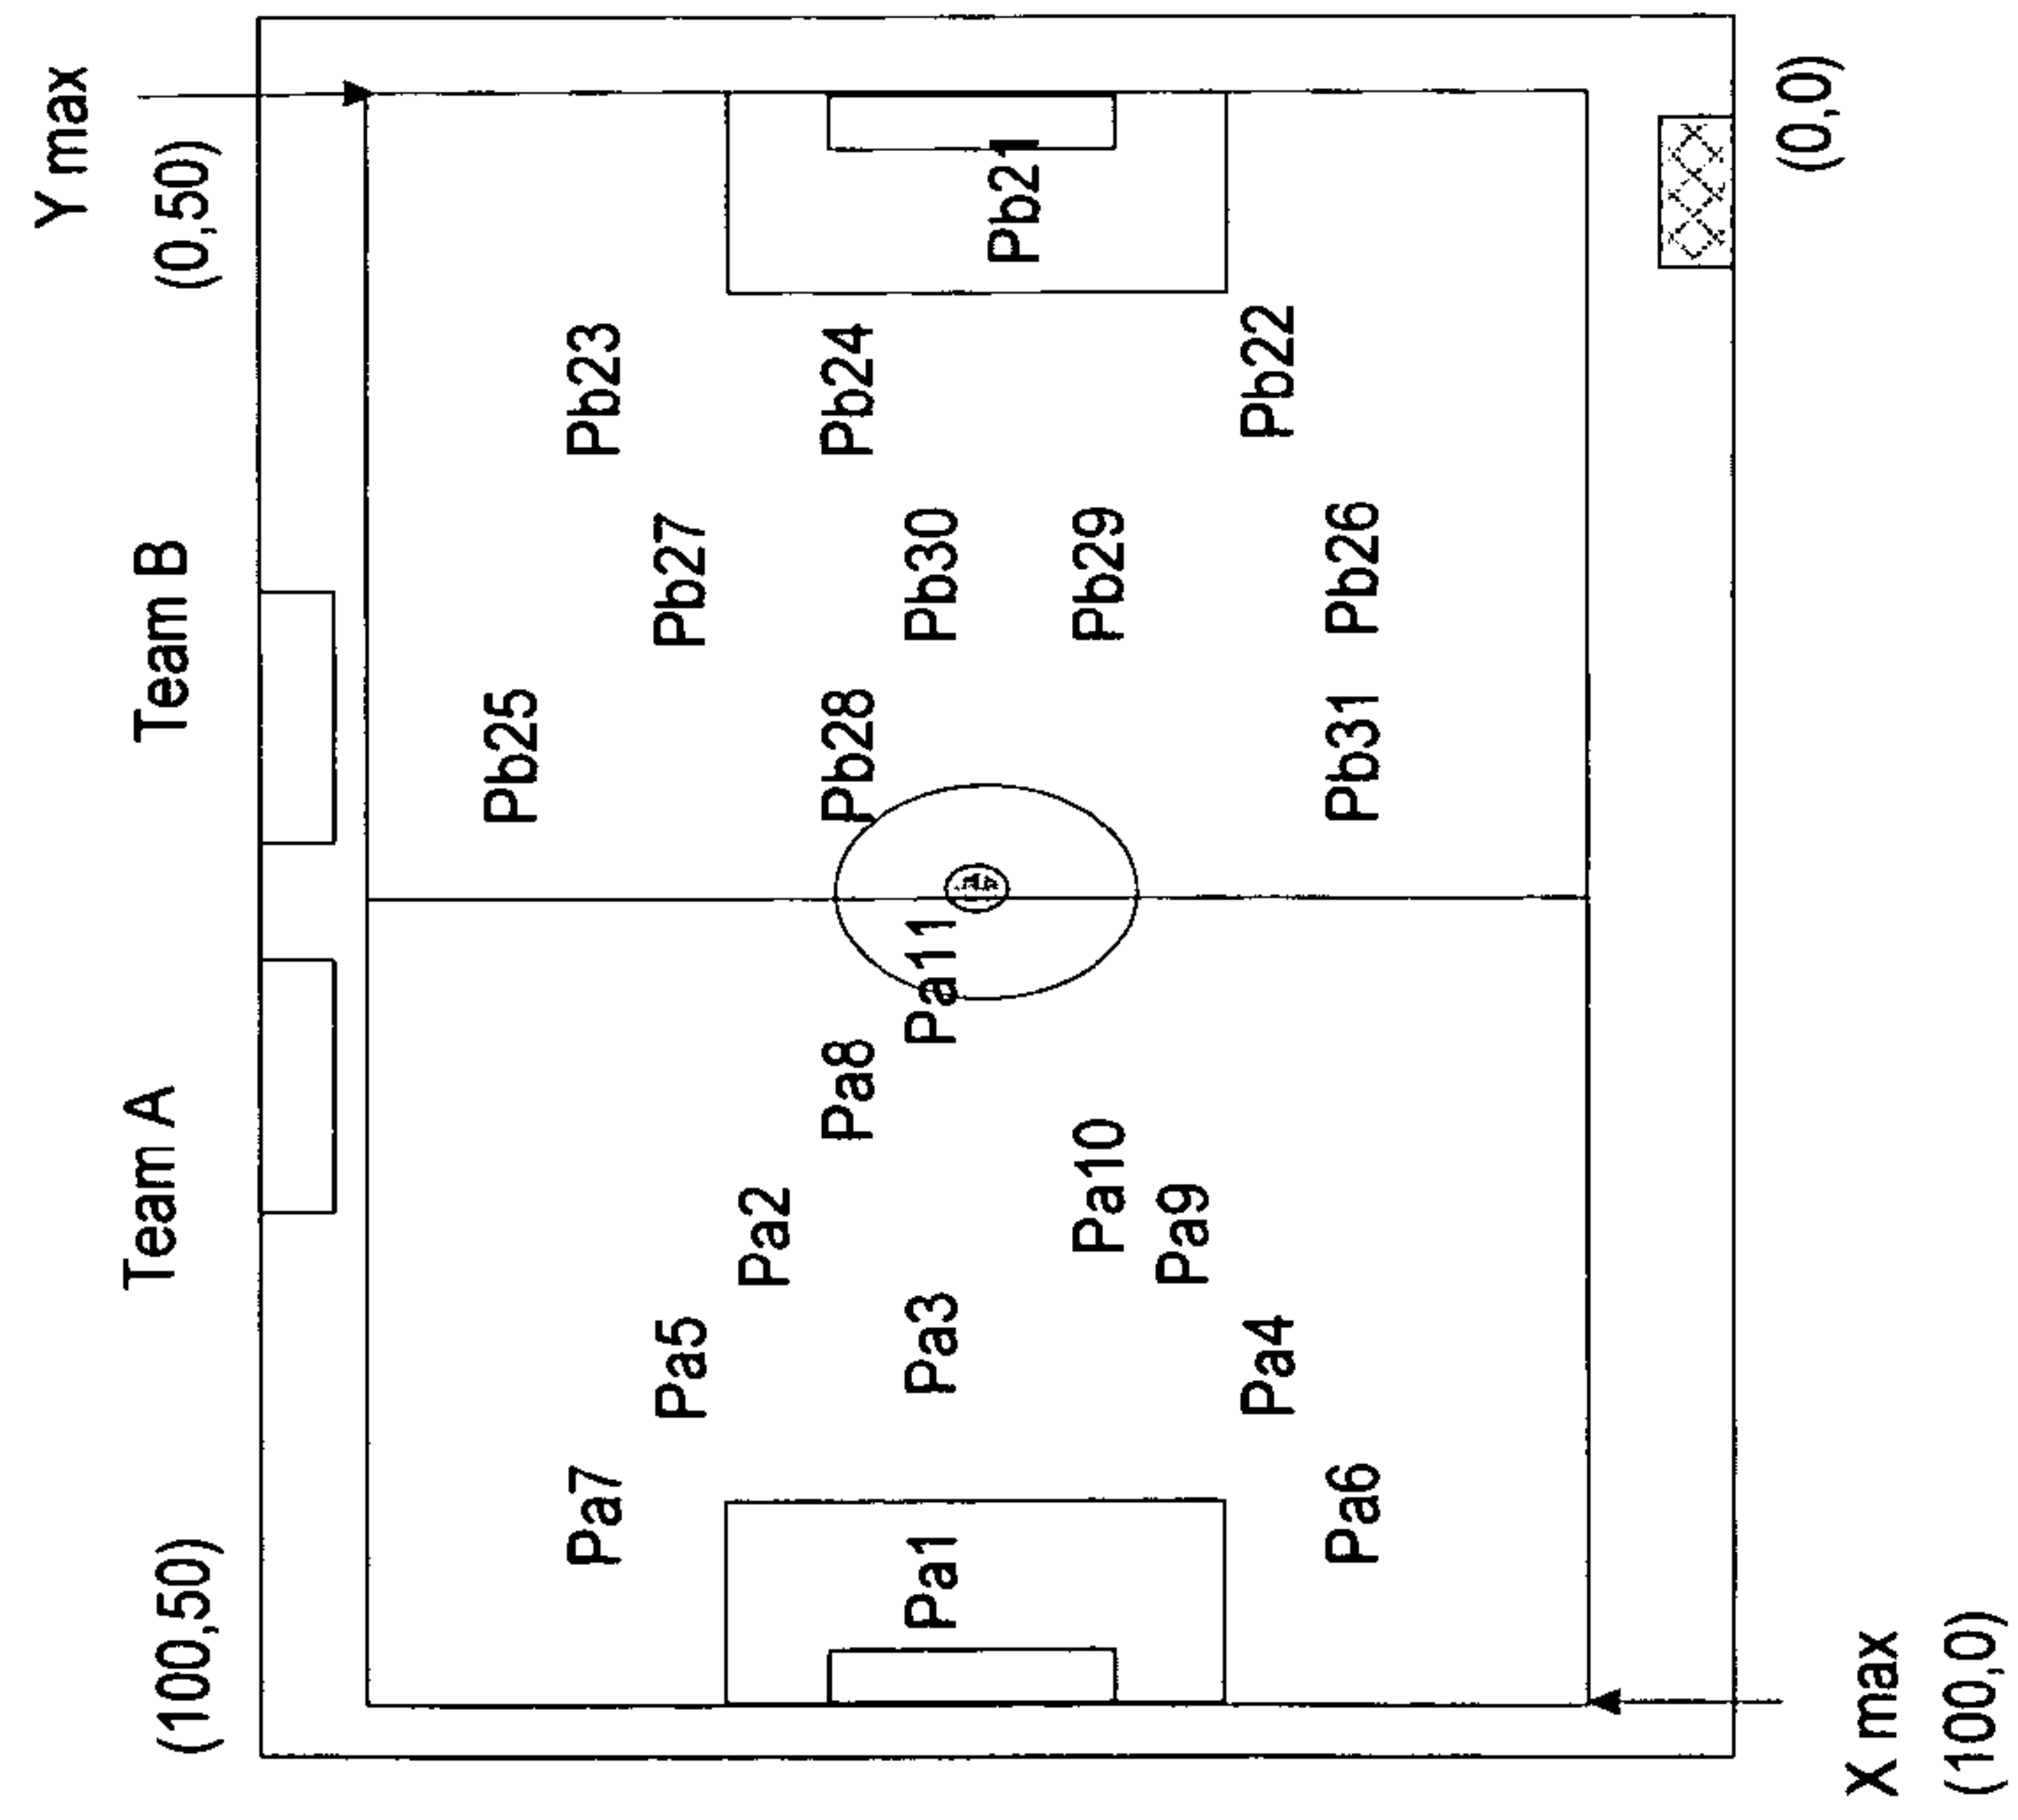 Y max
Team A
Team B
(100,50)
(0,50)
Pb25
Pa7
Pb23
Pa5
Pb27
Pa2
Pa8
Pb28
Pb24
Pa1
Pa3
Pa11
Pb30
Pb21
Pa10
Pb29
Pa9
Pa4
Pb22
Pa6
Pb31
Pb26
(0,0)
X max
(100,0)